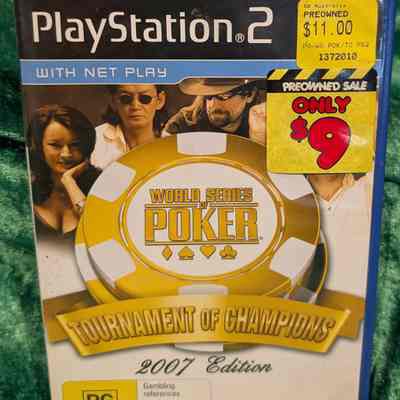 PlayStation®2
PREOWNED
$11.00
1372010
WITH NET PLAY
PREOWNED SALE
ONLY
$9
WORLD SERIES
of
POKER
TOURNAMENT OF CHAMPIONS
2007 Edition
PG
Gambling
references